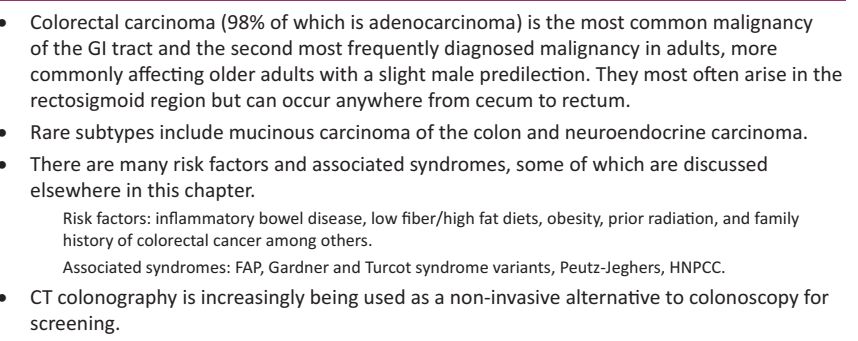 • Colorectal carcinoma (98% of which is adenocarcinoma) is the most common malignancy
of the GI tract and the second most frequently diagnosed malignancy in adults, more
commonly affecting older adults with a slight male predilection. They most often arise in the
rectosigmoid region but can occur anywhere from cecum to rectum.
• Rare subtypes include mucinous carcinoma of the colon and neuroendocrine carcinoma.
• There are many risk factors and associated syndromes, some of which are discussed
elsewhere in this chapter.
Risk factors: inflammatory bowel disease, low fiber/high fat diets, obesity, prior radiation, and family
history of colorectal cancer among others.
Associated syndromes: FAP, Gardner and Turcot syndrome variants, Peutz-Jeghers, HNPCC.
• CT colonography is increasingly being used as a non-invasive alternative to colonoscopy for
screening.